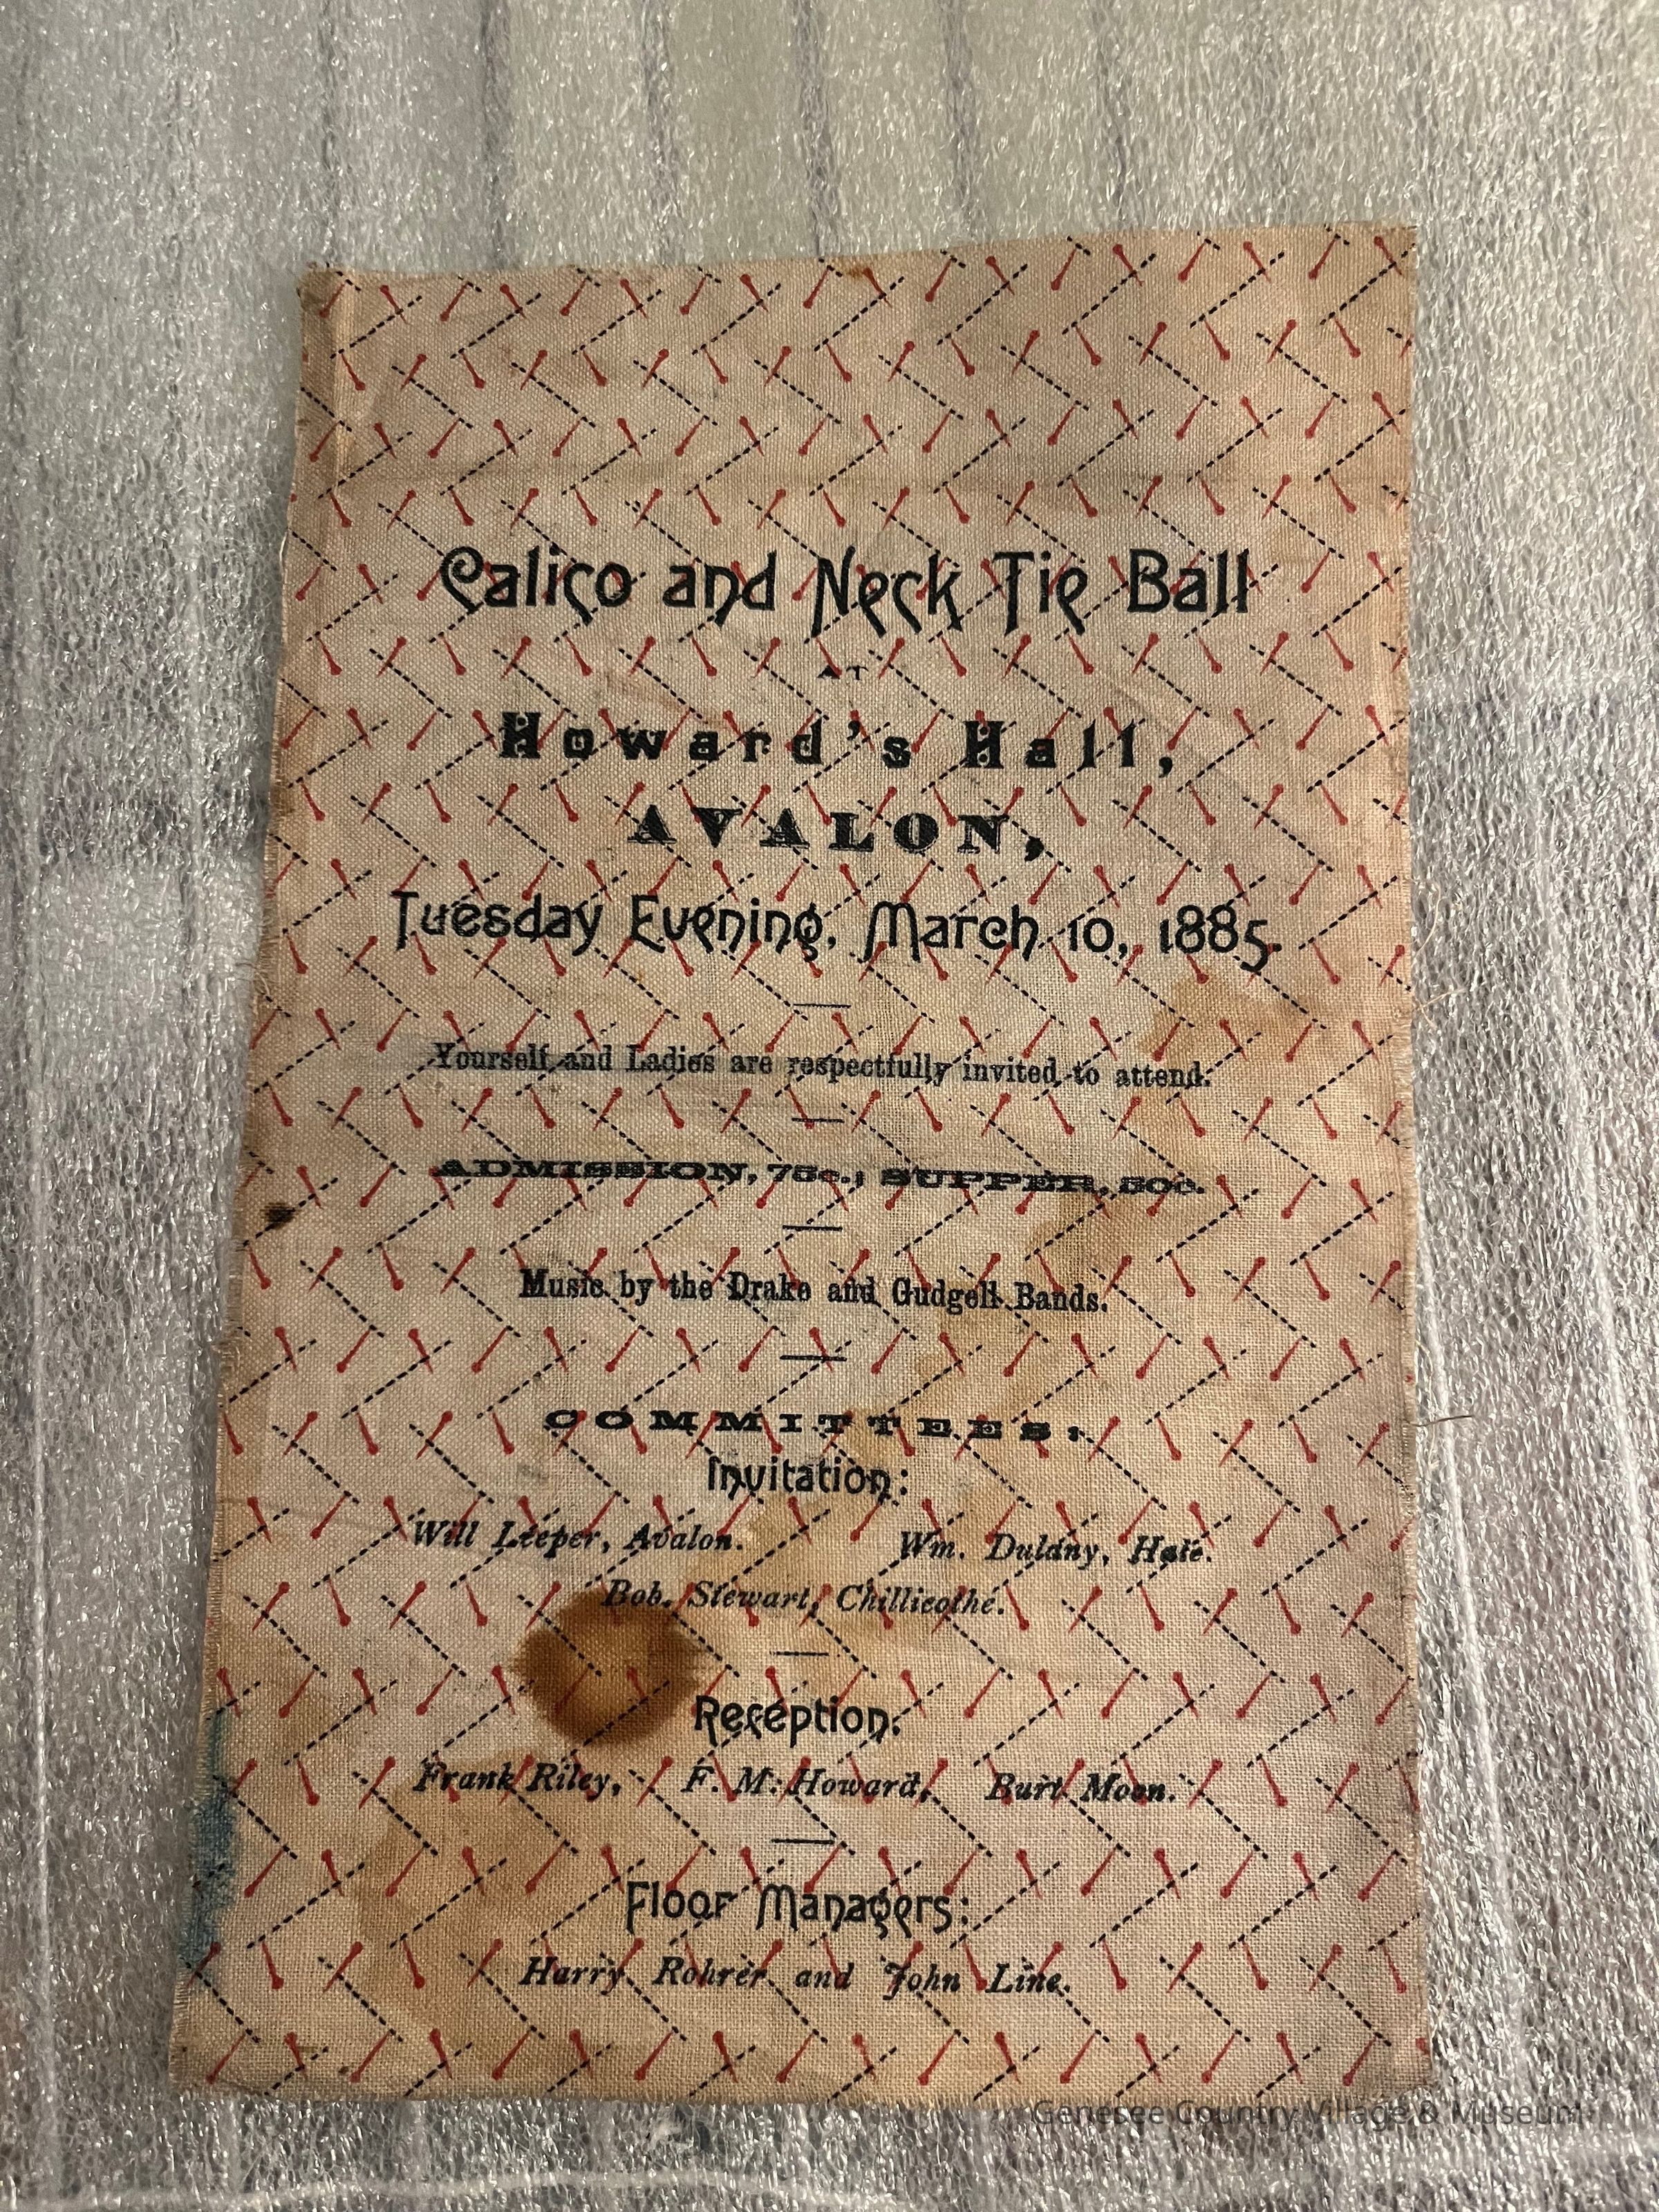 Calico and Neck Tie Ball
AT
Howard's Hall,
AVALON,
Tuesday Evening, March 10, 1885.
Yourself and Ladies are respectfully invited to attend.
ADMISSION, 75c.; SUPPER, 50c.
Music by the Drake and Gudgell Bands.
COMMITTEES.
Invitation:
Will Leeper, Avalon. Wm. Dulany, Hale.
Bob. Stewart, Chillicothe.
Reception:
Frank Riley, F. M. Howard, Burt Moon.
Floor Managers:
Harry Rohrer and John Line.
Genesee Country Village & Museum